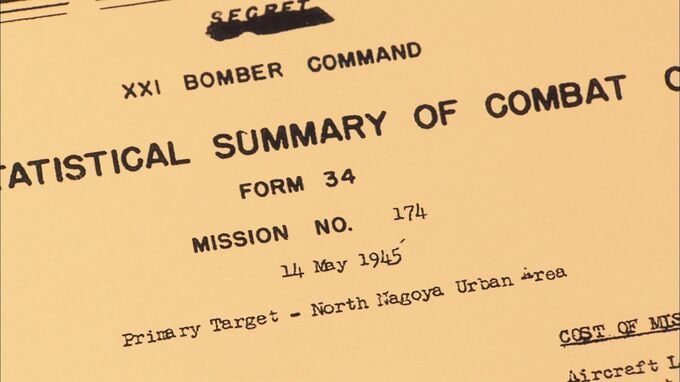 SECRET
XXI BOMBER COMMAND
TATISTICAL SUMMARY OF COMBAT O
FORM 34
MISSION NO. 174
14 May 1945
Primary Target - North Nagoya Urban Area
COST OF MIS
Aircraft L